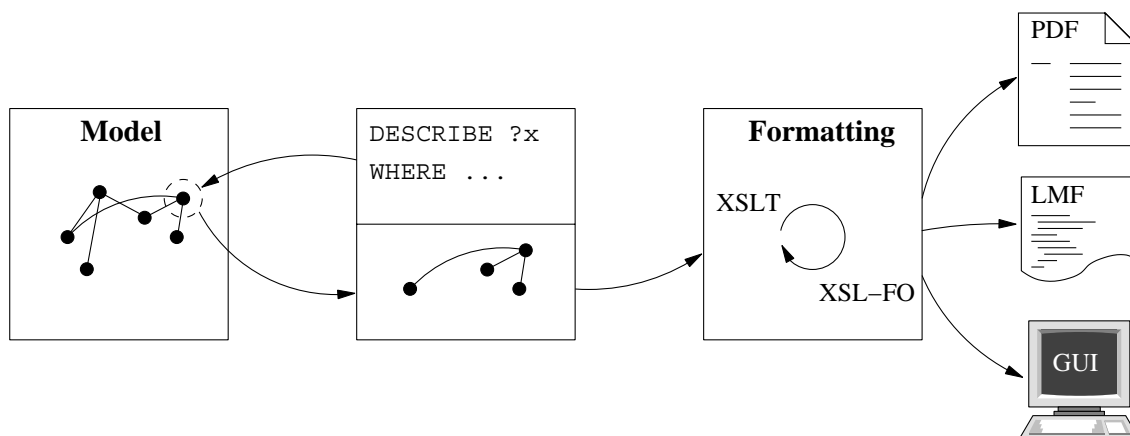 Model
DESCRIBE ?x
WHERE ...
Formatting
XSLT
XSL−FO
PDF
LMF
GUI